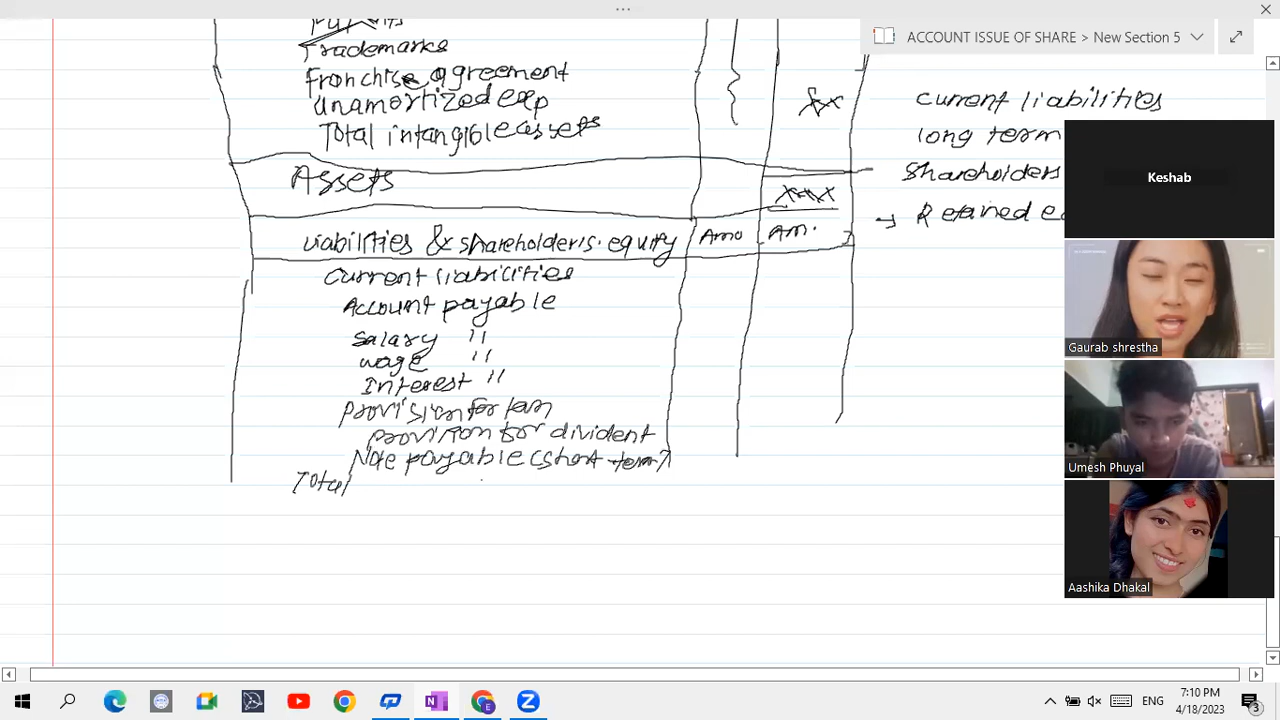 ACCOUNT ISSUE OF SHARE > New Section 5
Trademarks
Franchise agreement
unamortized exp
Total intangible assets
xxx
Assets
xxxx
Liabilities & shareholders. equity Amo Am.
Current liabilities
Account payable
Salary "
wage "
Interest "
provision for
provision for divident
Note payable (short term)
Total
current liabilities
long term
shareholders
→ Retained
Keshab
Gaurab shrestha
Umesh Phuyal
Aashika Dhakal
ENG
7:10 PM
4/18/2023
3